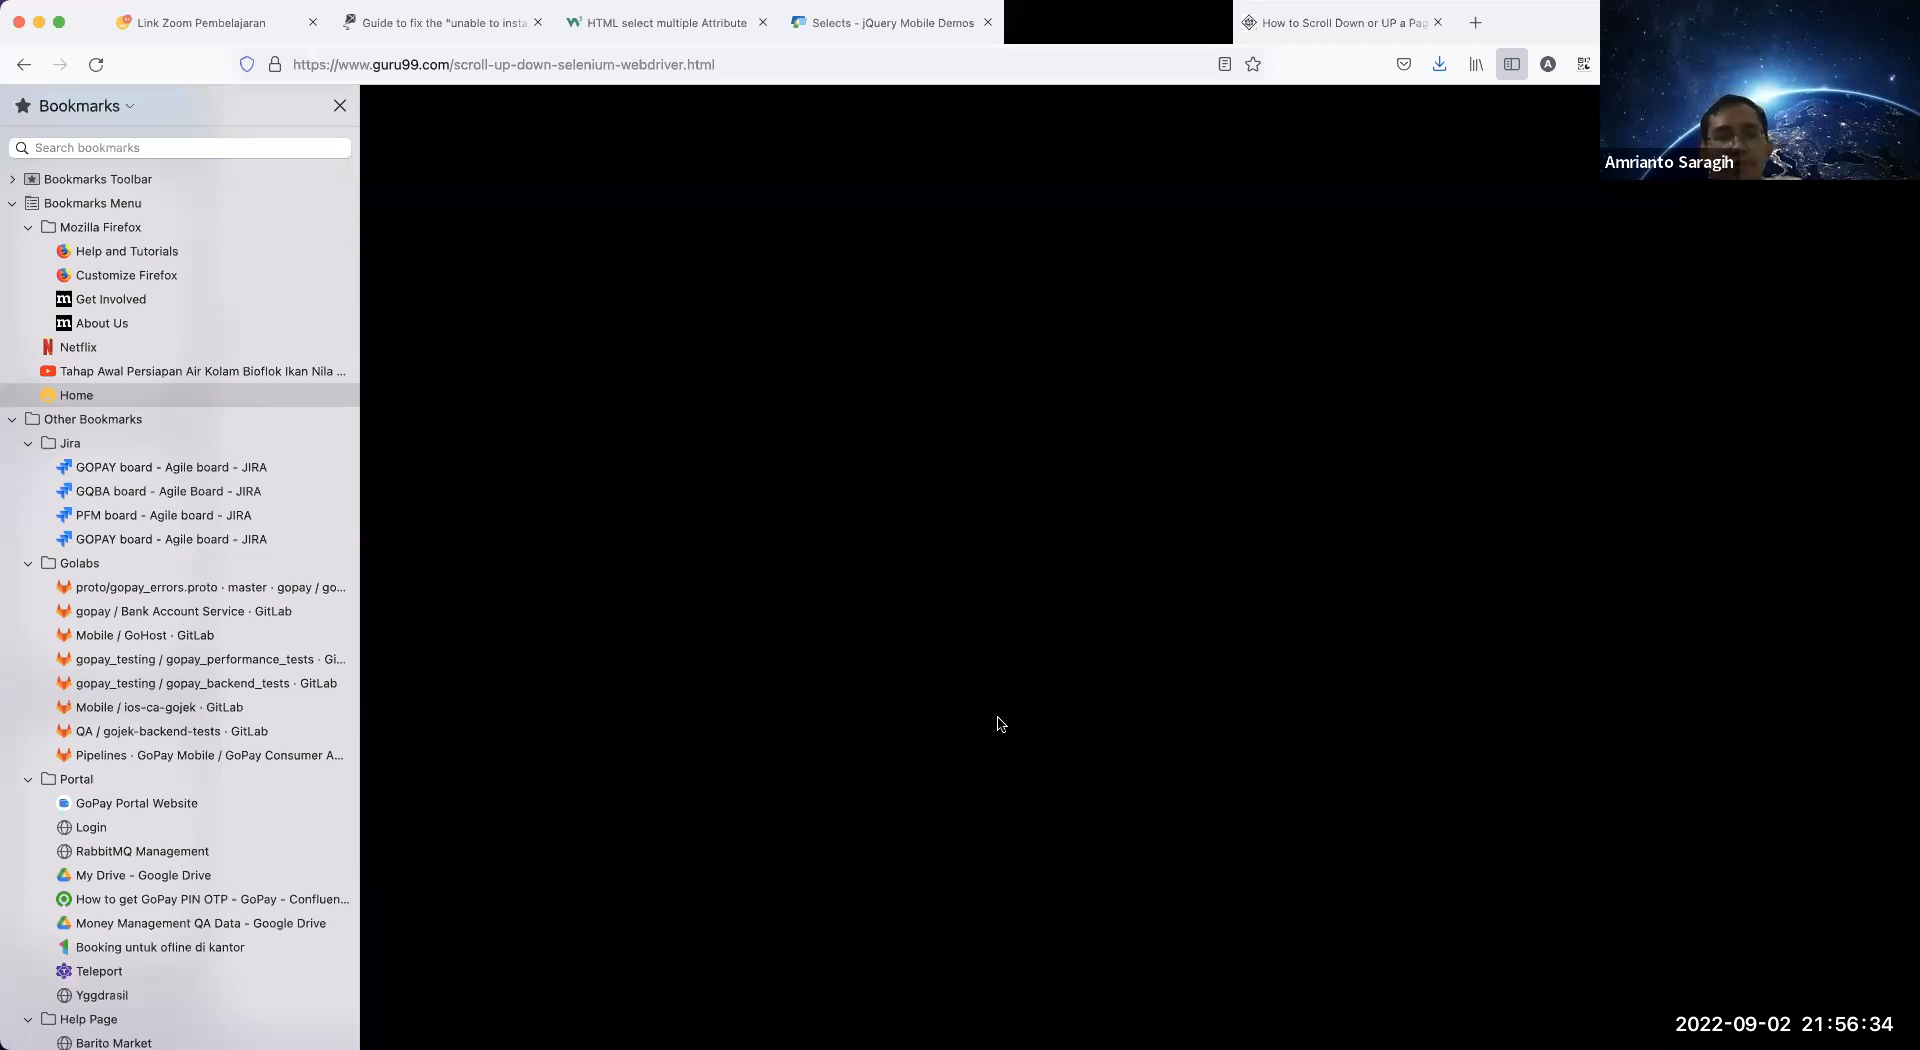 Link Zoom Pembelajaran
Guide to fix the "unable to insta
HTML select multiple Attribute
Selects - jQuery Mobile Demos
How to Scroll Down or UP a Pag
https://www.guru99.com/scroll-up-down-selenium-webdriver.html
A
Amrianto Saragih
Bookmarks
Search bookmarks
Bookmarks Toolbar
Bookmarks Menu
Mozilla Firefox
Help and Tutorials
Customize Firefox
m Get Involved
m About Us
Netflix
Tahap Awal Persiapan Air Kolam Bioflok Ikan Nila ...
Home
Other Bookmarks
Jira
GOPAY board - Agile board - JIRA
GQBA board - Agile Board - JIRA
PFM board - Agile board - JIRA
GOPAY board - Agile board - JIRA
Golabs
proto/gopay_errors.proto · master · gopay / go...
gopay / Bank Account Service · GitLab
Mobile / GoHost · GitLab
gopay_testing / gopay_performance_tests · Gi...
gopay_testing / gopay_backend_tests · GitLab
Mobile / ios-ca-gojek · GitLab
QA / gojek-backend-tests · GitLab
Pipelines · GoPay Mobile / GoPay Consumer A...
Portal
GoPay Portal Website
Login
RabbitMQ Management
My Drive - Google Drive
How to get GoPay PIN OTP - GoPay - Confluen...
Money Management QA Data - Google Drive
Booking untuk ofline di kantor
Teleport
Yggdrasil
Help Page
Barito Market
2022-09-02 21:56:34